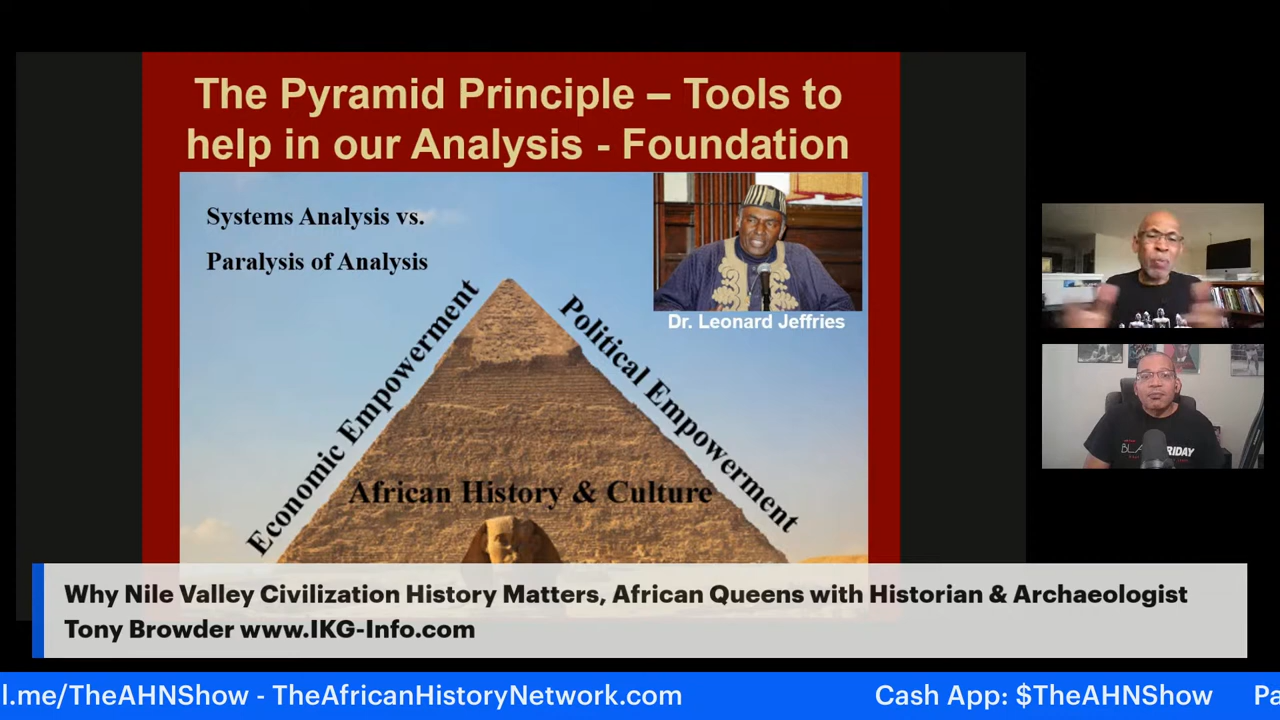 The Pyramid Principle – Tools to
help in our Analysis - Foundation
Systems Analysis vs.
Paralysis of Analysis
Dr. Leonard Jeffries
Economic Empowerment
Political Empowerment
African History & Culture
Why Nile Valley Civilization History Matters, African Queens with Historian & Archaeologist
Tony Browder www.IKG-Info.com
l.me/TheAHNShow - TheAfricanHistoryNetwork.com Cash App: $TheAHNShow Pa